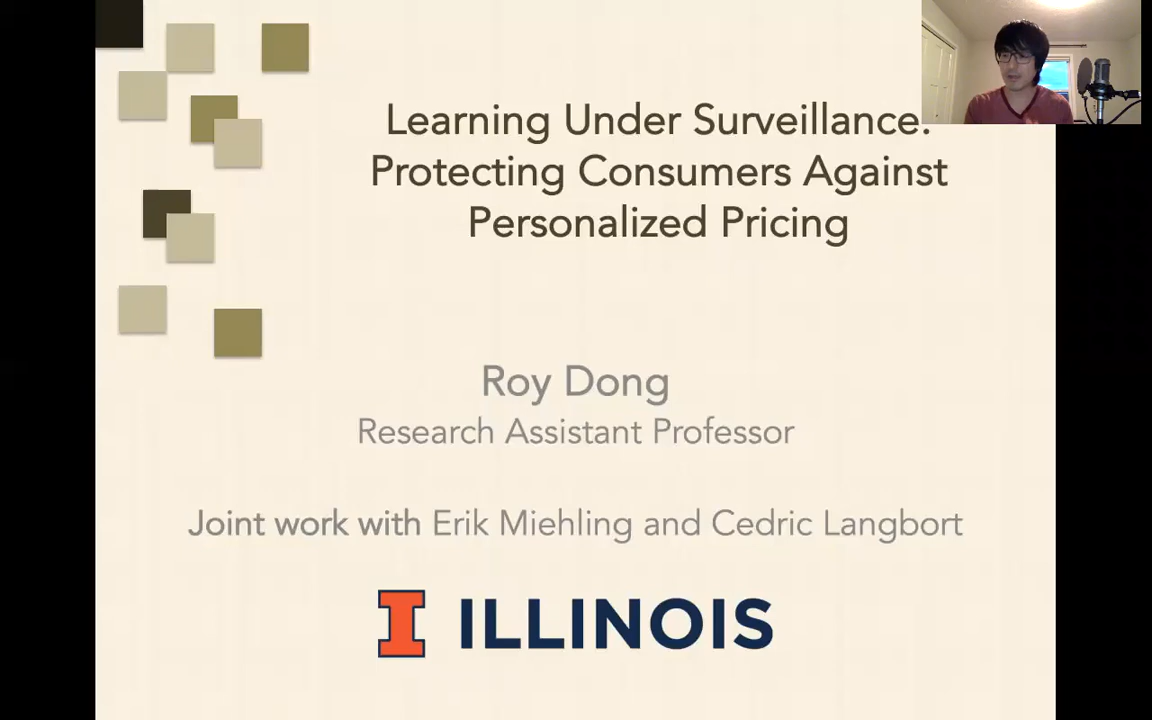 Learning Under Surveillance:
Protecting Consumers Against
Personalized Pricing
Roy Dong
Research Assistant Professor
Joint work with Erik Miehling and Cedric Langbort
I ILLINOIS